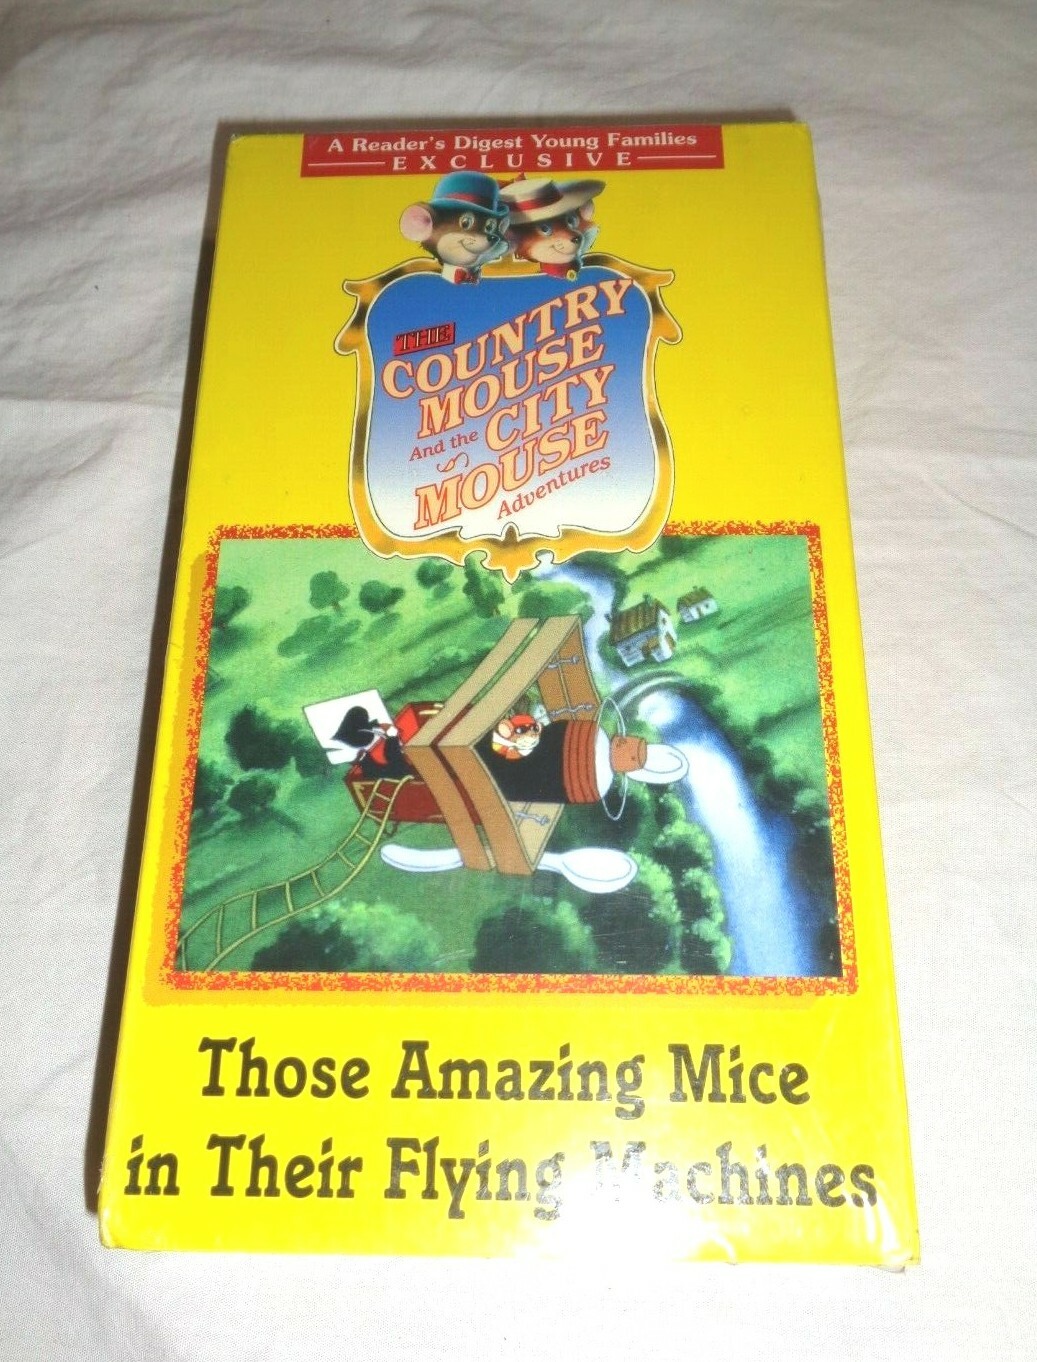 A Reader's Digest Young Families
EXCLUSIVE
THE
COUNTRY
MOUSE
And the CITY
MOUSE
Adventures
Those Amazing Mice
in Their Flying Machines